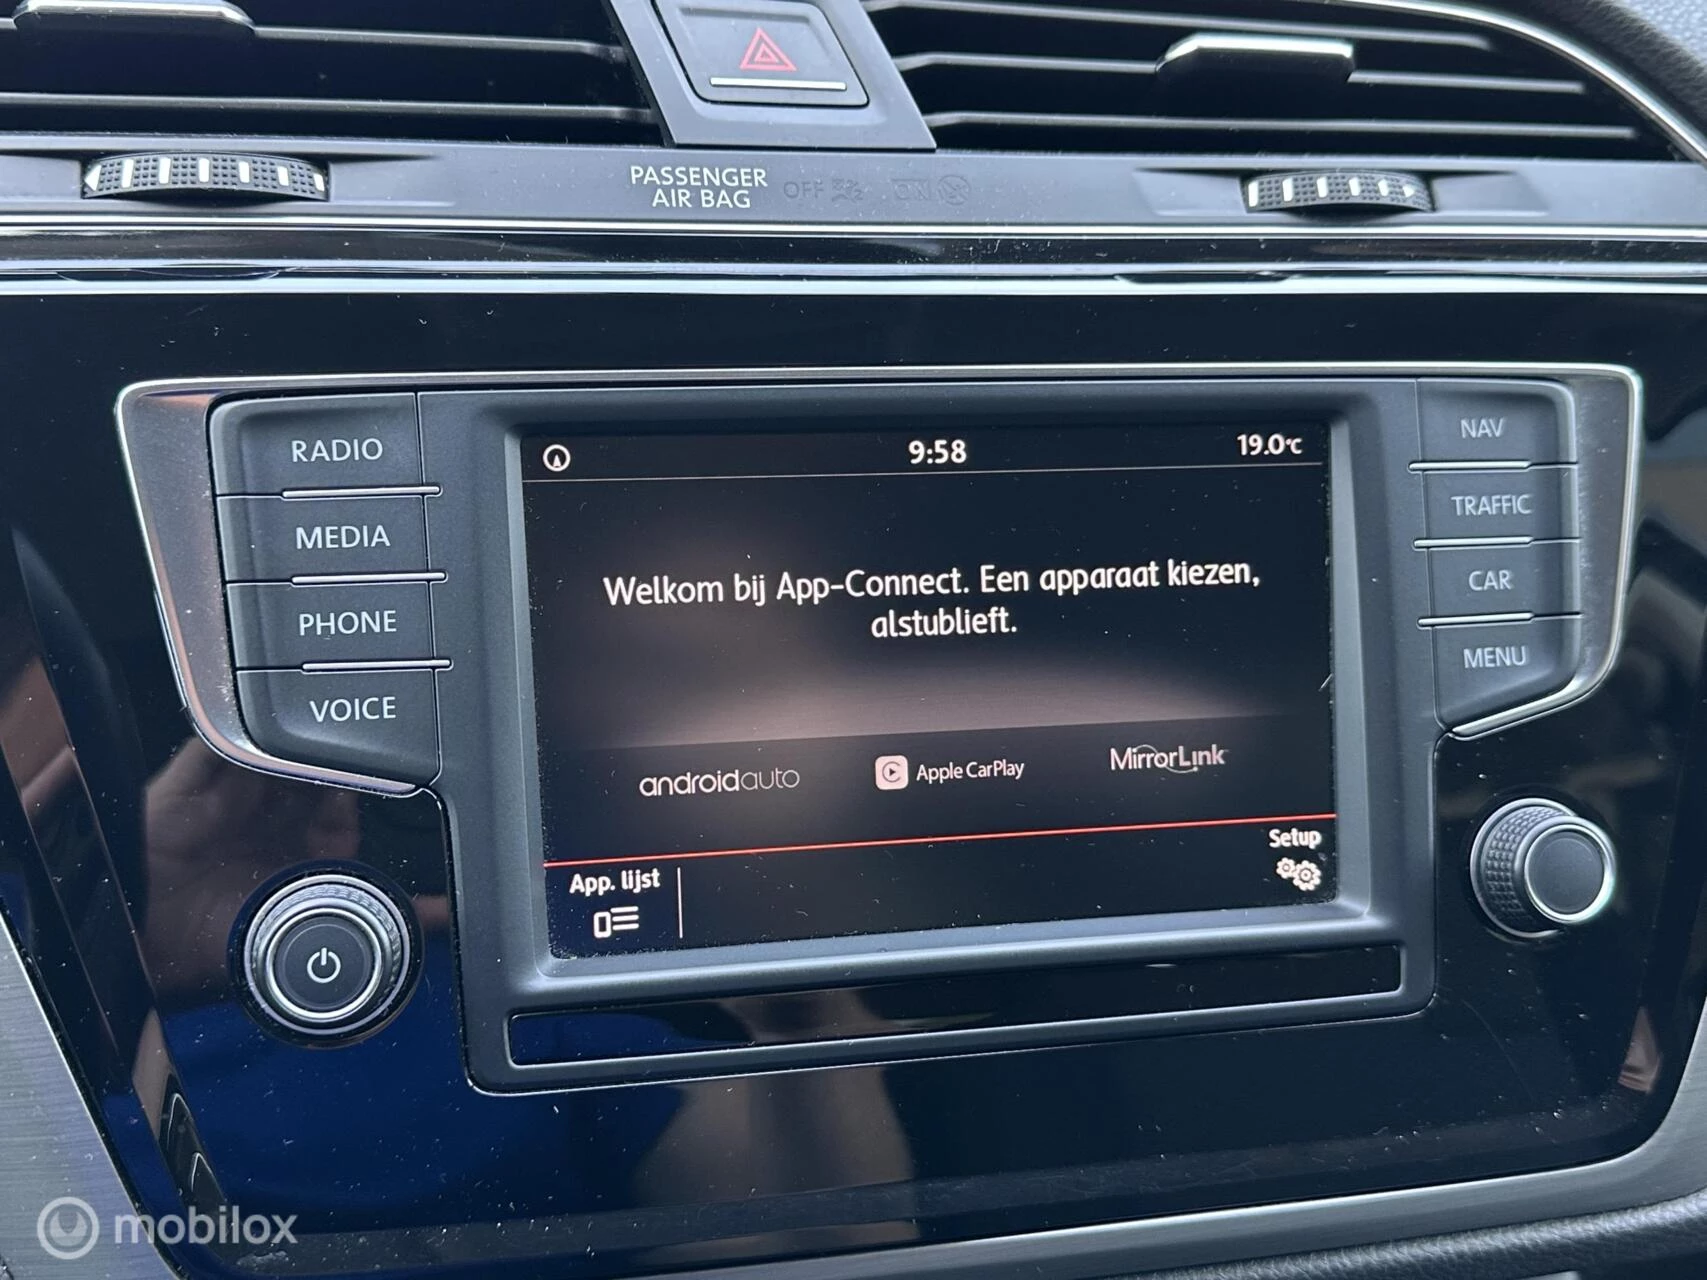 PASSENGER
AIR BAG
OFF ON
RADIO
MEDIA
PHONE
VOICE
9:58
19.0°C
Welkom bij App-Connect. Een apparaat kiezen,
alstublieft.
androidauto
Apple CarPlay
MirrorLink
App. lijst
Setup
NAV
TRAFFIC
CAR
MENU
mobilox